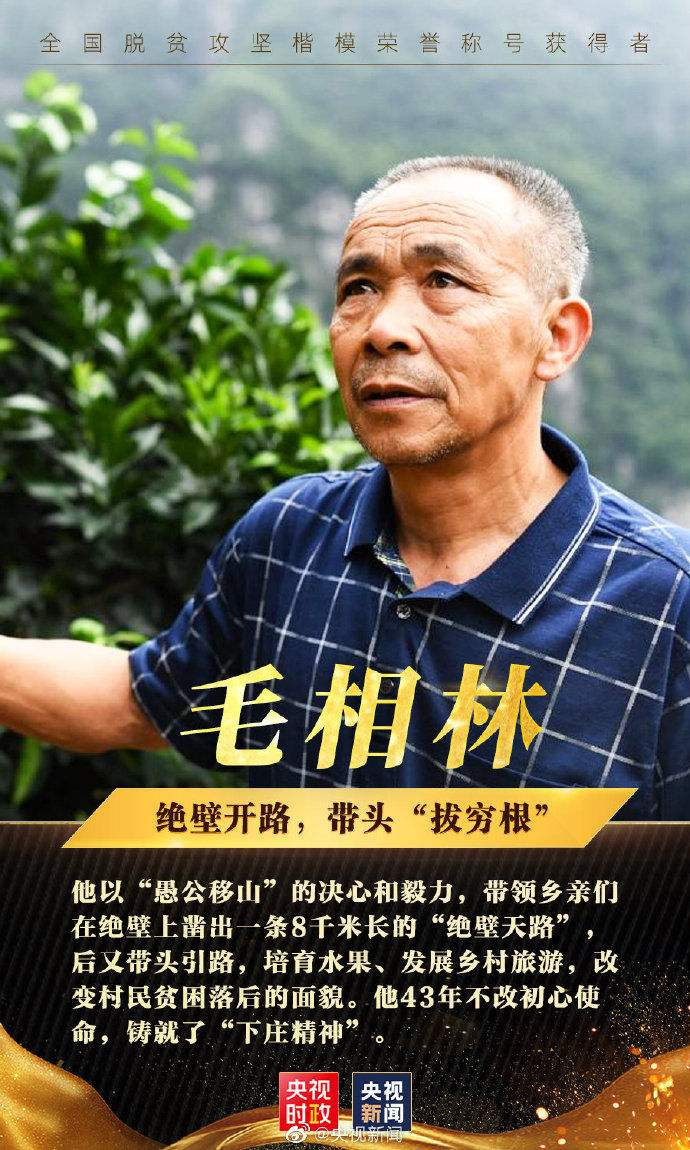 全国脱贫攻坚楷模荣誉称号获得者
毛相林
绝壁开路，带头“拔穷根”
他以“愚公移山”的决心和毅力，带领乡亲们
在绝壁上凿出一条8千米长的“绝壁天路”，
后又带头引路，培育水果、发展乡村旅游，改
变村民贫困落后的面貌。他43年不改初心使
命，铸就了“下庄精神”。
央视时政
央视新闻
@央视新闻